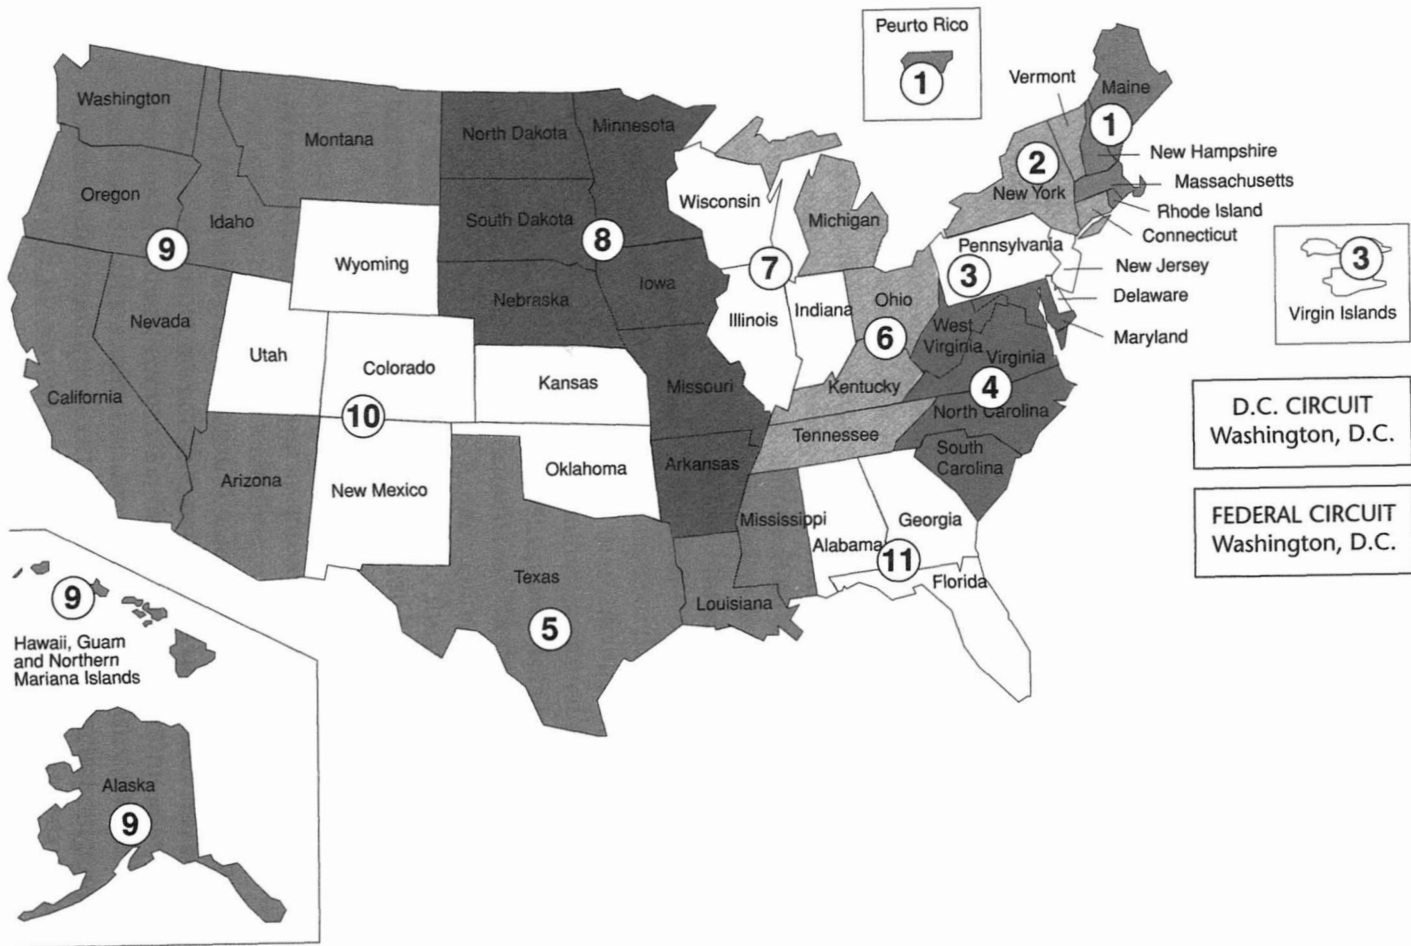 Peurto Rico
1
Vermont
Maine
1
Washington
Montana
North Dakota
Minnesota
New Hampshire
2
Massachusetts
Oregon
Idaho
South Dakota
Wisconsin
Michigan
New York
Rhode Island
Connecticut
9
8
Pennsylvania
3
3
Virgin Islands
Wyoming
7
New Jersey
Nebraska
Iowa
Ohio
Delaware
Nevada
Illinois
Indiana
6
West
Virginia
Virginia
Maryland
Utah
Colorado
Kansas
Missouri
Kentucky
4
California
10
North Carolina
D.C. CIRCUIT
Washington, D.C.
Tennessee
South
Carolina
Arizona
New Mexico
Oklahoma
Arkansas
Mississippi
Georgia
FEDERAL CIRCUIT
Washington, D.C.
Alabama
11
Florida
Texas
5
Louisiana
9
Hawaii, Guam
and Northern
Mariana Islands
Alaska
9